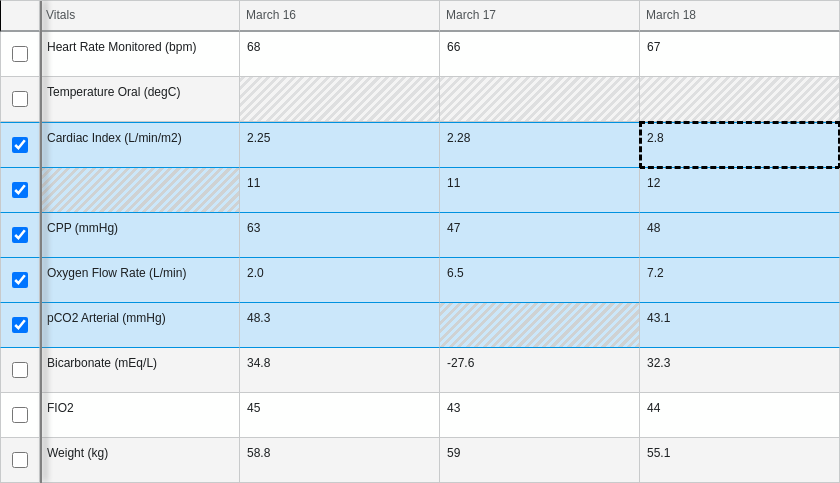 Vitals March 16 March 17 March 18
Heart Rate Monitored (bpm) 68 66 67
Temperature Oral (degC)
Cardiac Index (L/min/m2) 2.25 2.28 2.8
11 11 12
CPP (mmHg) 63 47 48
Oxygen Flow Rate (L/min) 2.0 6.5 7.2
pCO2 Arterial (mmHg) 48.3 43.1
Bicarbonate (mEq/L) 34.8 -27.6 32.3
FIO2 45 43 44
Weight (kg) 58.8 59 55.1